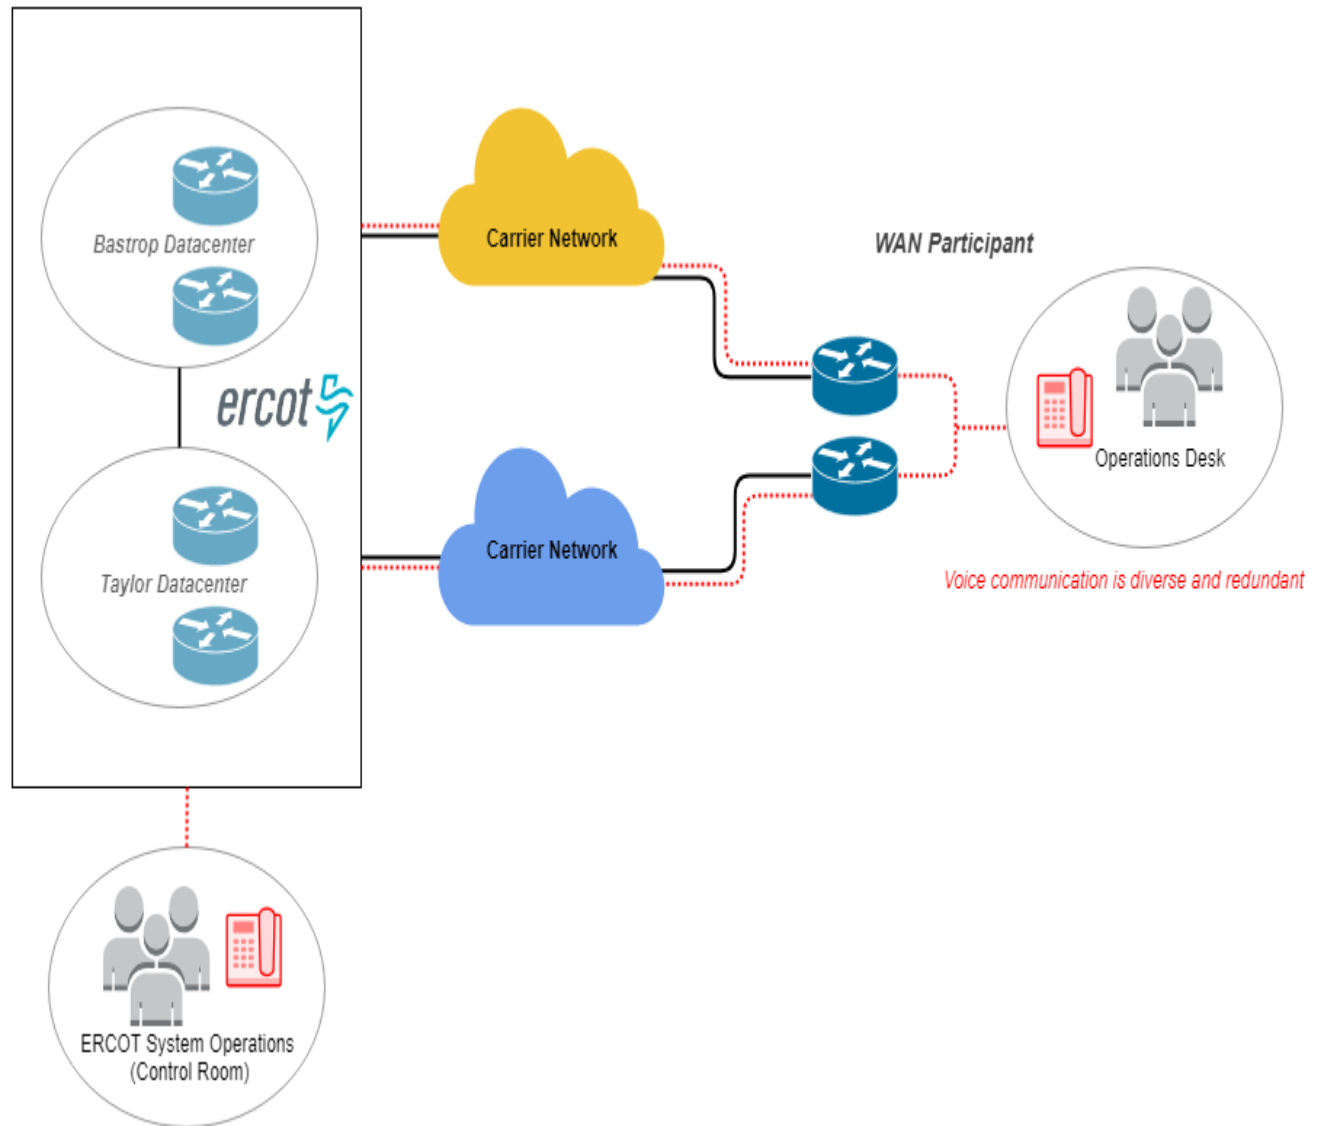 Bastrop Datacenter
Carrier Network
WAN Participant
ercot
Operations Desk
Carrier Network
Taylor Datacenter
Voice communication is diverse and redundant
ERCOT System Operations
(Control Room)